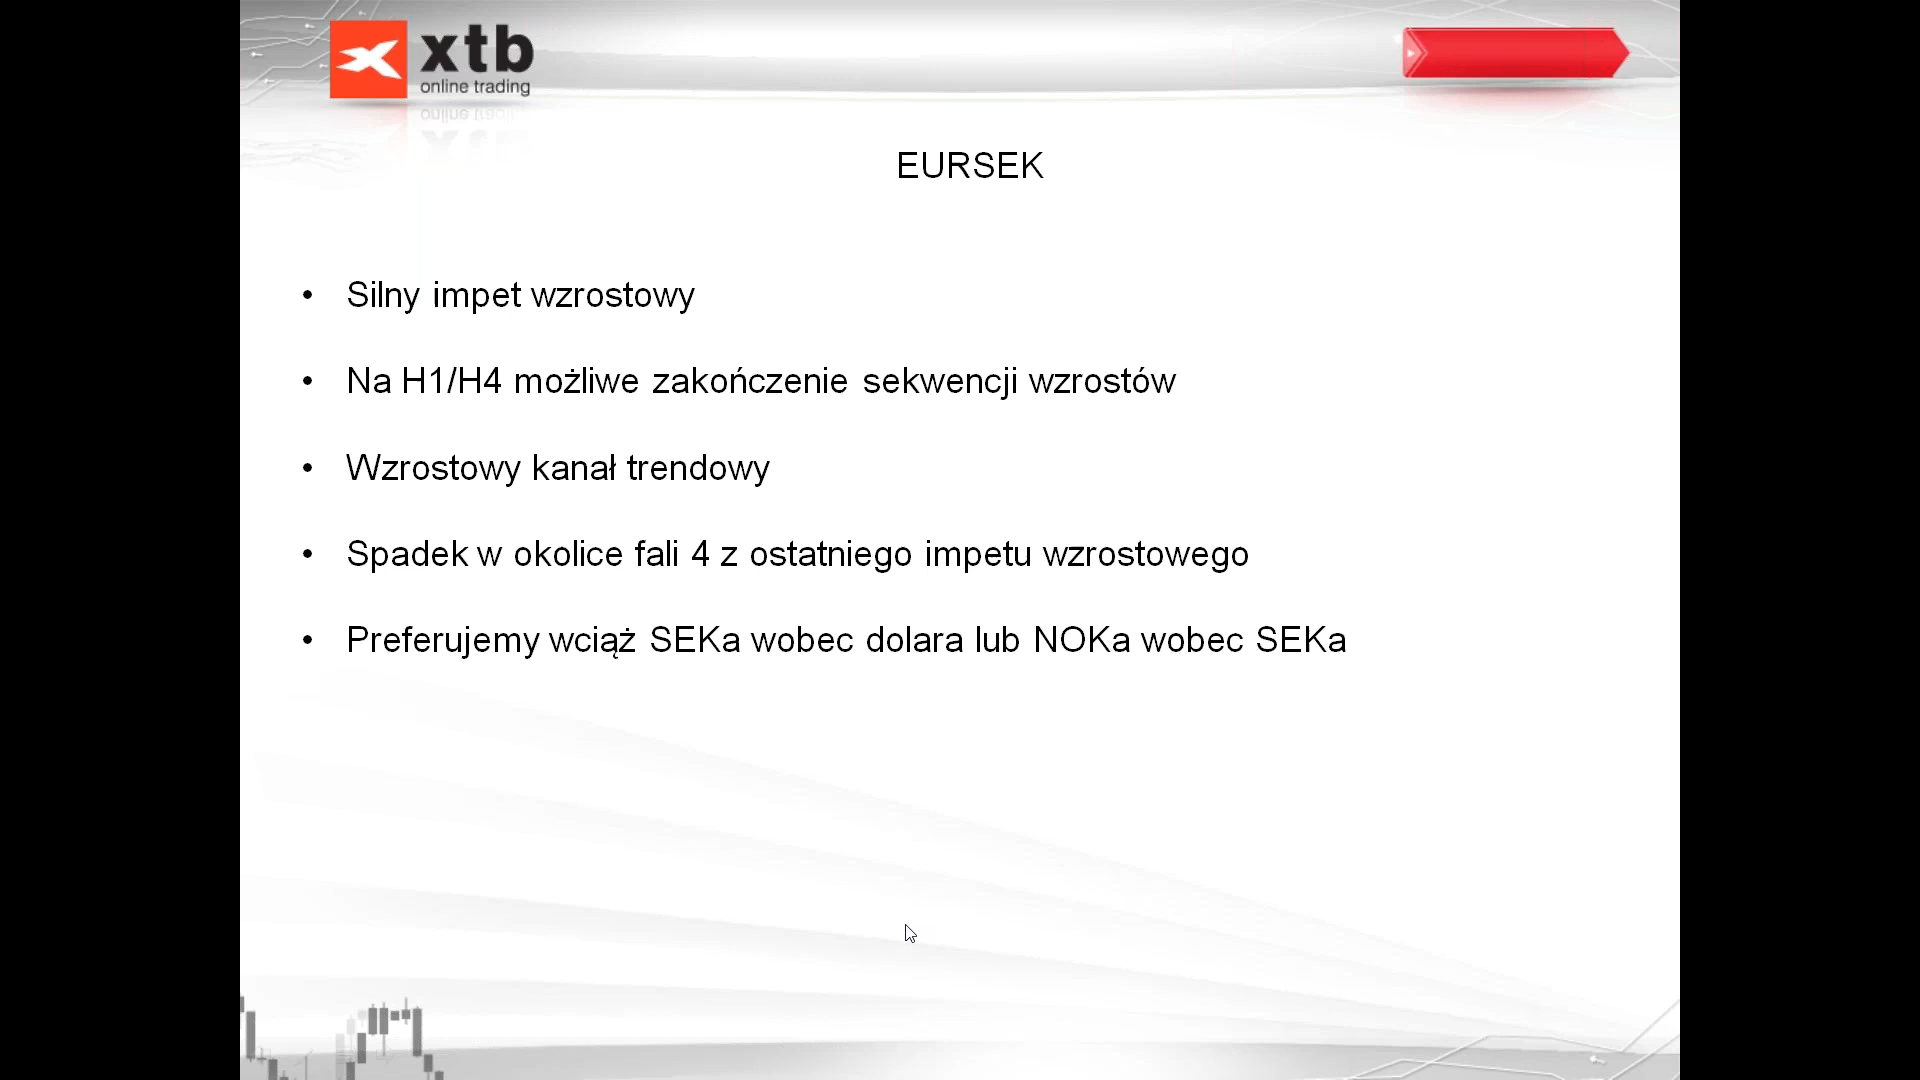 xtb
online trading
EURSEK
• Silny impet wzrostowy
• Na H1/H4 możliwe zakończenie sekwencji wzrostów
• Wzrostowy kanał trendowy
• Spadek w okolice fali 4 z ostatniego impetu wzrostowego
• Preferujemy wciąż SEKa wobec dolara lub NOKa wobec SEKa